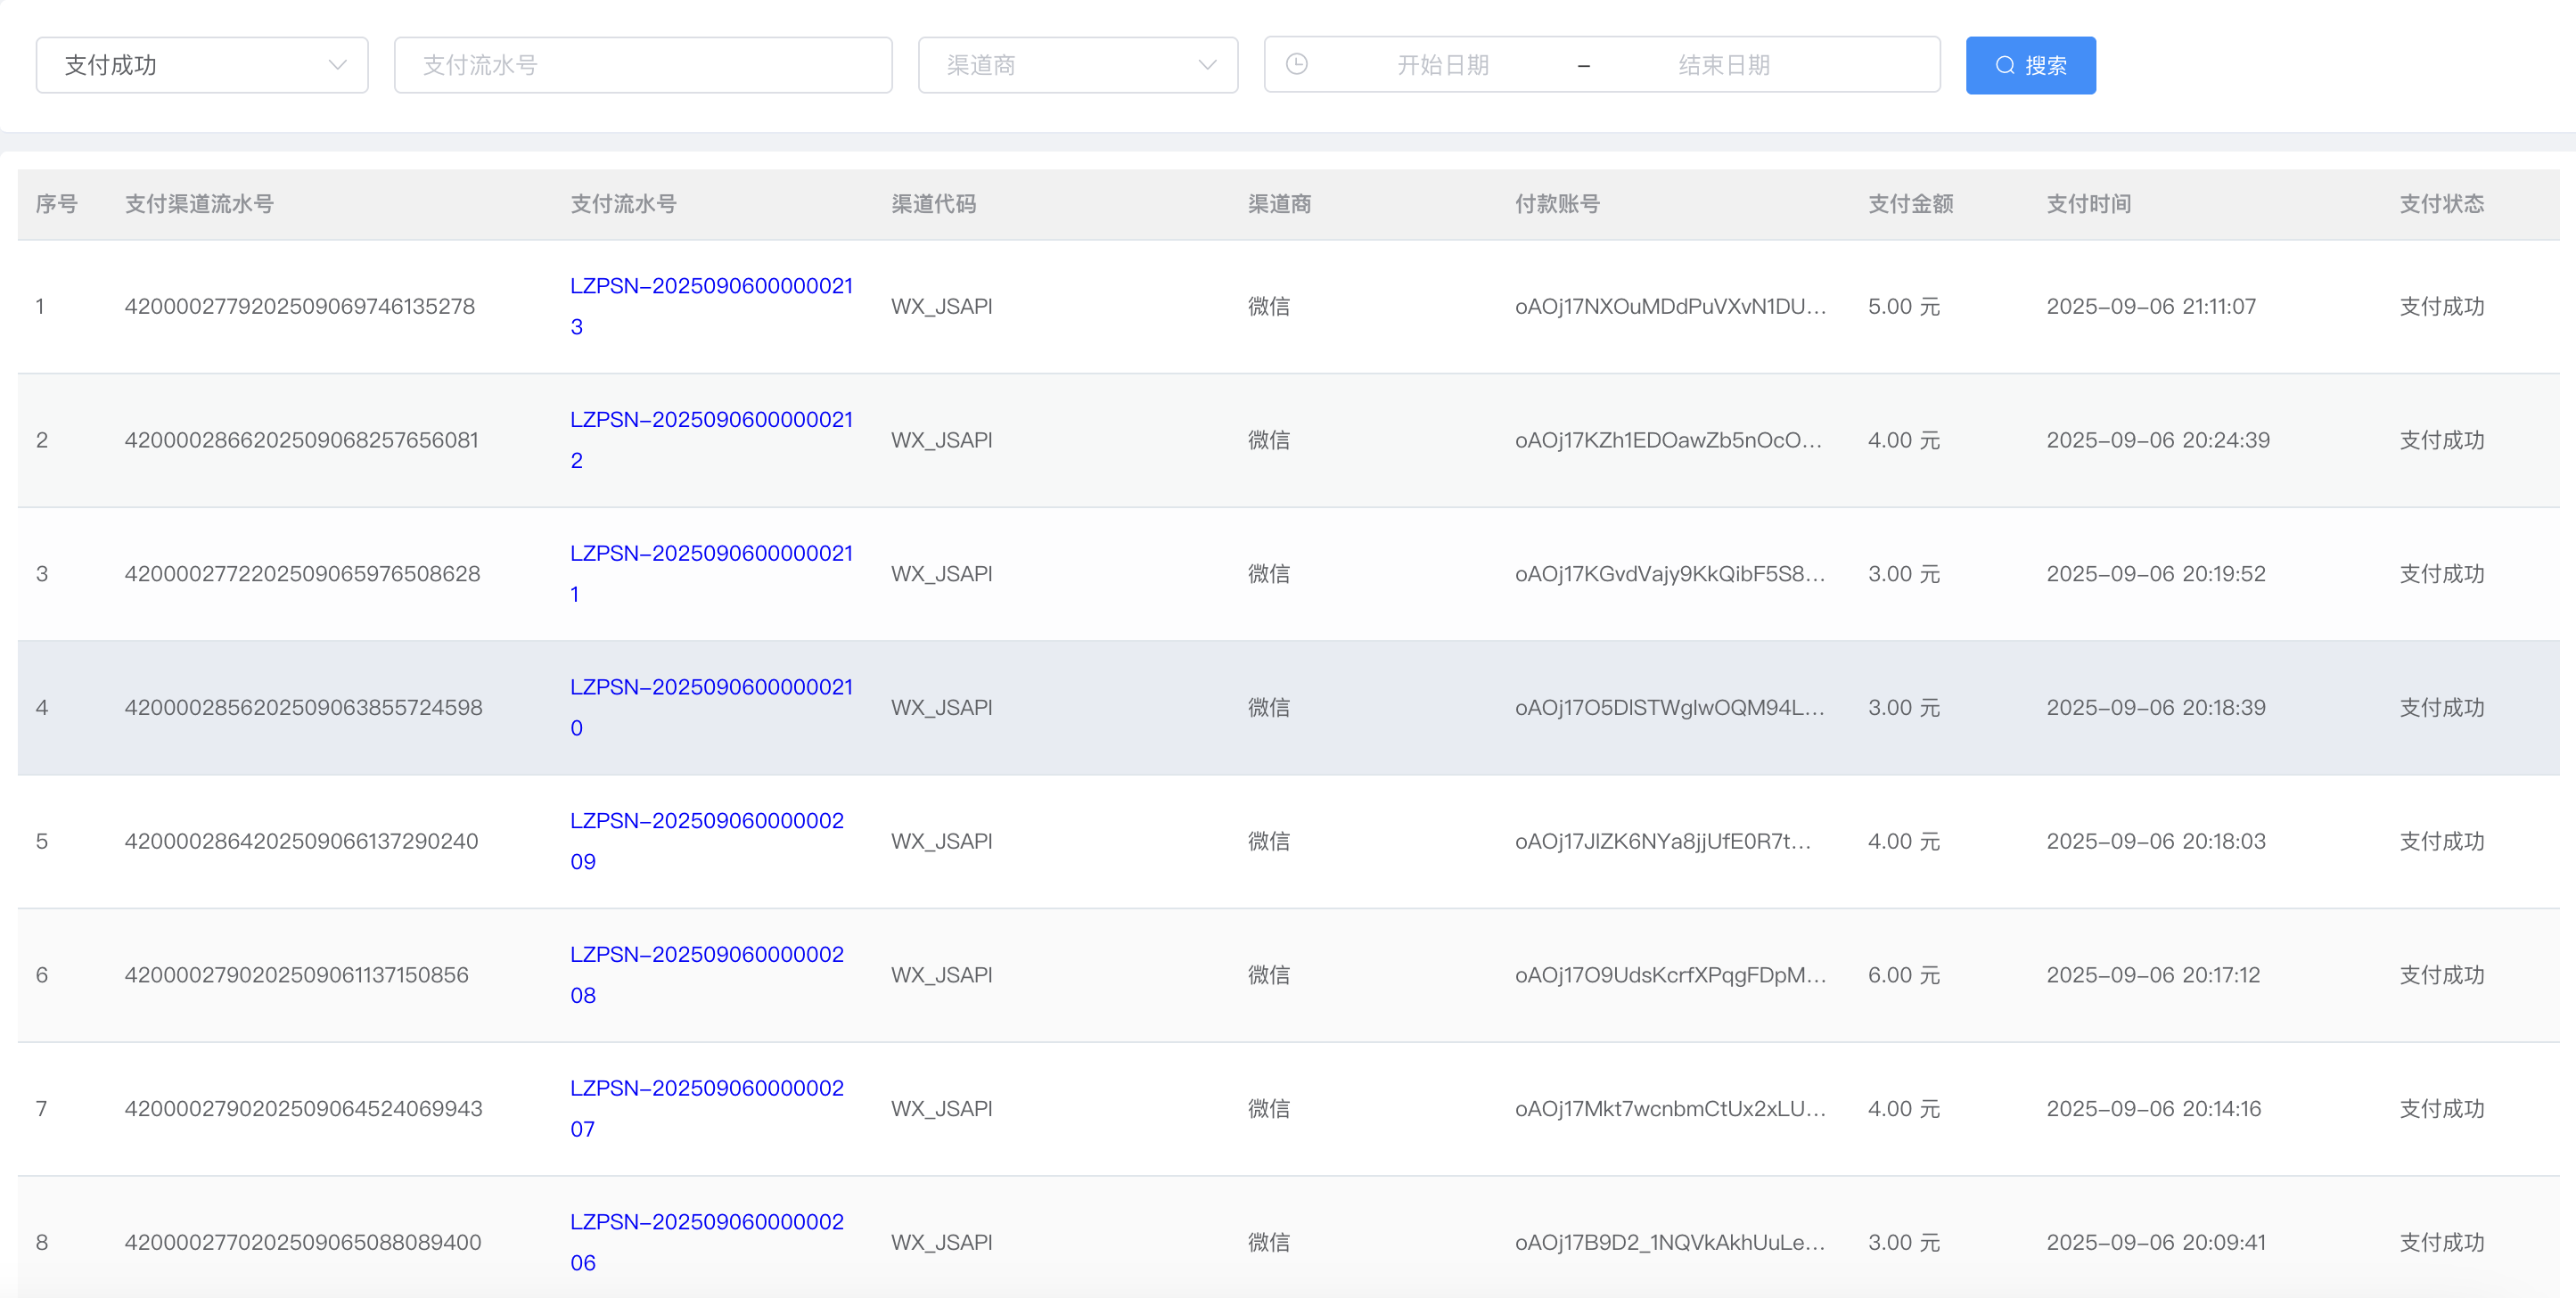 支付成功 支付流水号 渠道商 开始日期 – 结束日期 搜索
序号 支付渠道流水号 支付流水号 渠道代码 渠道商 付款账号 支付金额 支付时间 支付状态
1 4200002779202509069746135278 LZPSN-20250906000000213 WX_JSAPI 微信 oAOj17NXOuMDdPuVXvN1DU... 5.00 元 2025-09-06 21:11:07 支付成功
2 4200002866202509068257656081 LZPSN-20250906000000212 WX_JSAPI 微信 oAOj17KZh1EDOawZb5nOcO... 4.00 元 2025-09-06 20:24:39 支付成功
3 4200002772202509065976508628 LZPSN-20250906000000211 WX_JSAPI 微信 oAOj17KGvdVajy9KkQibF5S8... 3.00 元 2025-09-06 20:19:52 支付成功
4 4200002856202509063855724598 LZPSN-20250906000000210 WX_JSAPI 微信 oAOj17O5DlSTWglwOQM94L... 3.00 元 2025-09-06 20:18:39 支付成功
5 4200002864202509066137290240 LZPSN-20250906000000209 WX_JSAPI 微信 oAOj17JlZK6NYa8jjUfE0R7t... 4.00 元 2025-09-06 20:18:03 支付成功
6 4200002790202509061137150856 LZPSN-20250906000000208 WX_JSAPI 微信 oAOj17O9UdsKcrfXPqgFDpM... 6.00 元 2025-09-06 20:17:12 支付成功
7 4200002790202509064524069943 LZPSN-20250906000000207 WX_JSAPI 微信 oAOj17Mkt7wcnbmCtUx2xLU... 4.00 元 2025-09-06 20:14:16 支付成功
8 4200002770202509065088089400 LZPSN-20250906000000206 WX_JSAPI 微信 oAOj17B9D2_1NQVkAkhUuLe... 3.00 元 2025-09-06 20:09:41 支付成功